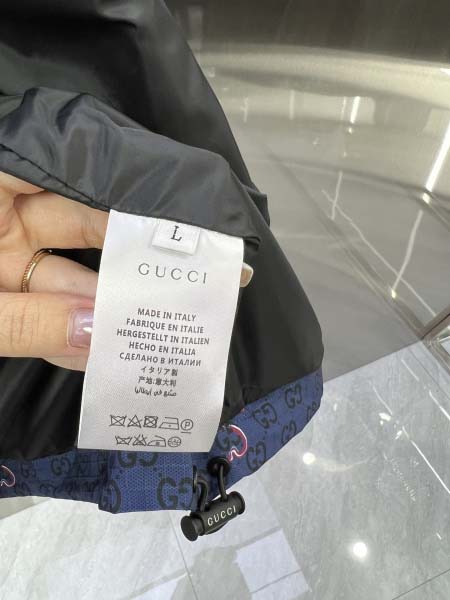 L
GUCCI
MADE IN ITALY
FABRIQUE EN ITALIE
HERGESTELLT IN ITALIEN
HECHO EN ITALIA
СДЕЛАНО В ИТАЛИИ
イタリア製
产地:意大利
صنع في ايطاليا
GUCCI